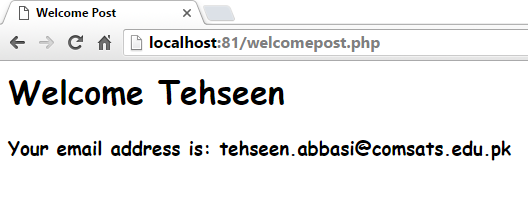 Welcome Post
localhost:81/welcomepost.php
Welcome Tehseen
Your email address is: tehseen.abbasi@comsats.edu.pk